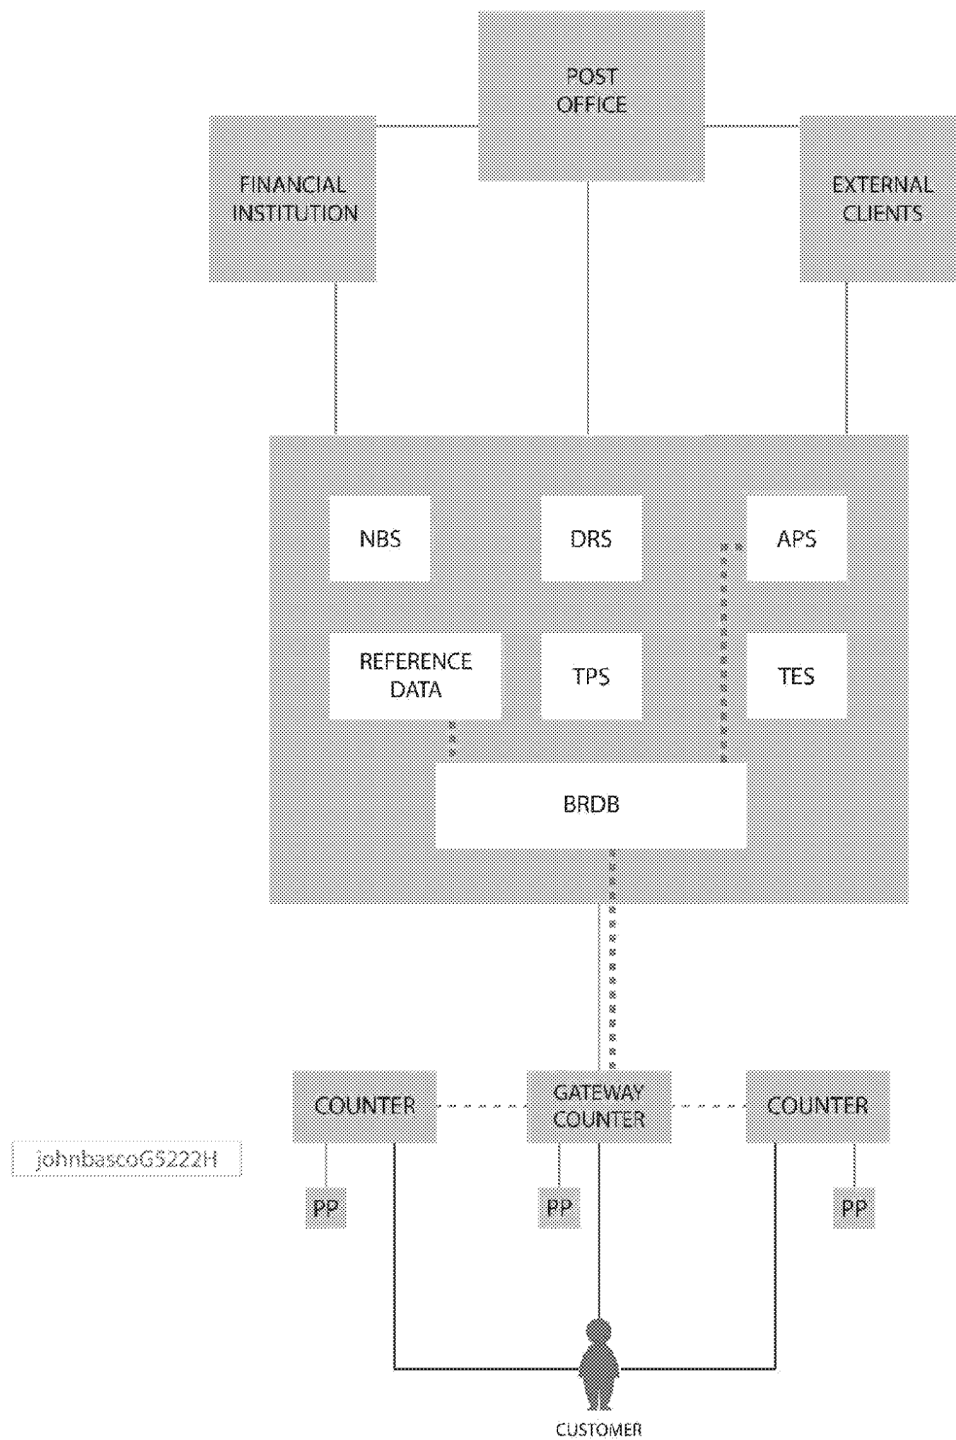 POST
OFFICE
FINANCIAL
INSTITUTION
EXTERNAL
CLIENTS
NBS
DRS
APS
REFERENCE
DATA
TPS
TES
BRDB
COUNTER
GATEWAY
COUNTER
COUNTER
johnbascoG5222H
PP
PP
PP
CUSTOMER